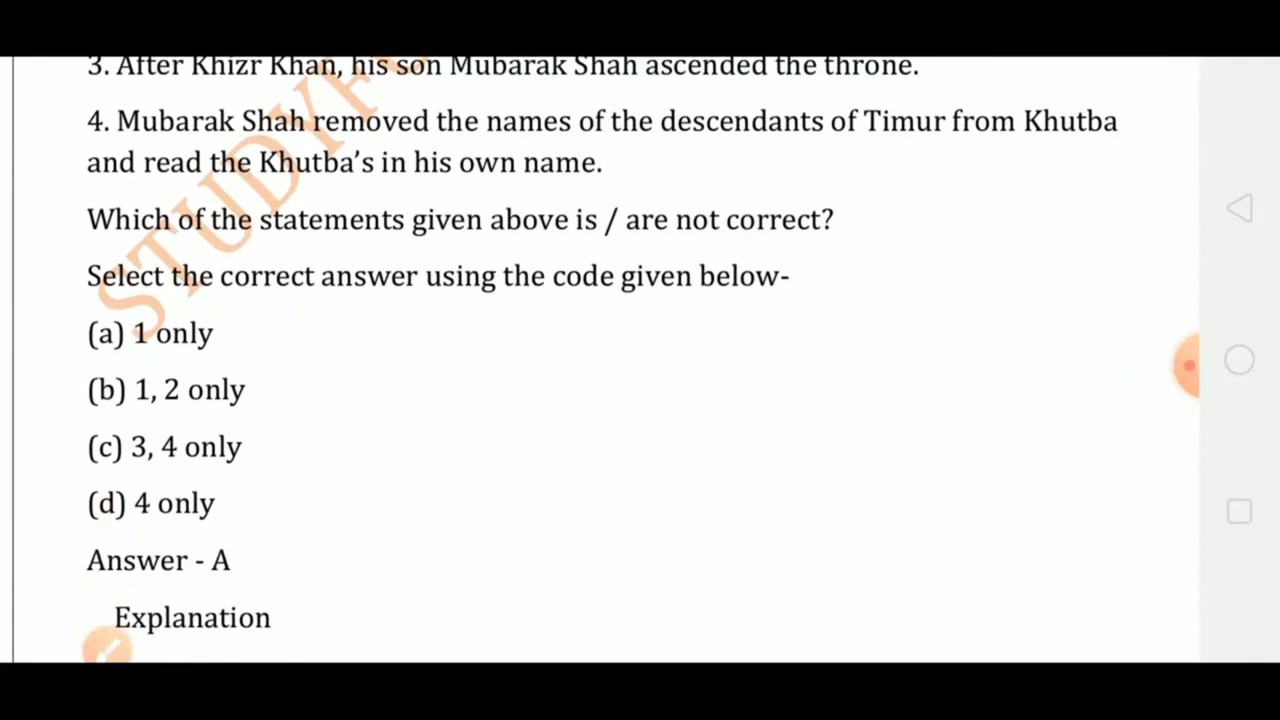 3. After Khizr Khan, his son Mubarak Shah ascended the throne.
4. Mubarak Shah removed the names of the descendants of Timur from Khutba
and read the Khutba's in his own name.
Which of the statements given above is / are not correct?
Select the correct answer using the code given below-
(a) 1 only
(b) 1, 2 only
(c) 3, 4 only
(d) 4 only
Answer - A
Explanation